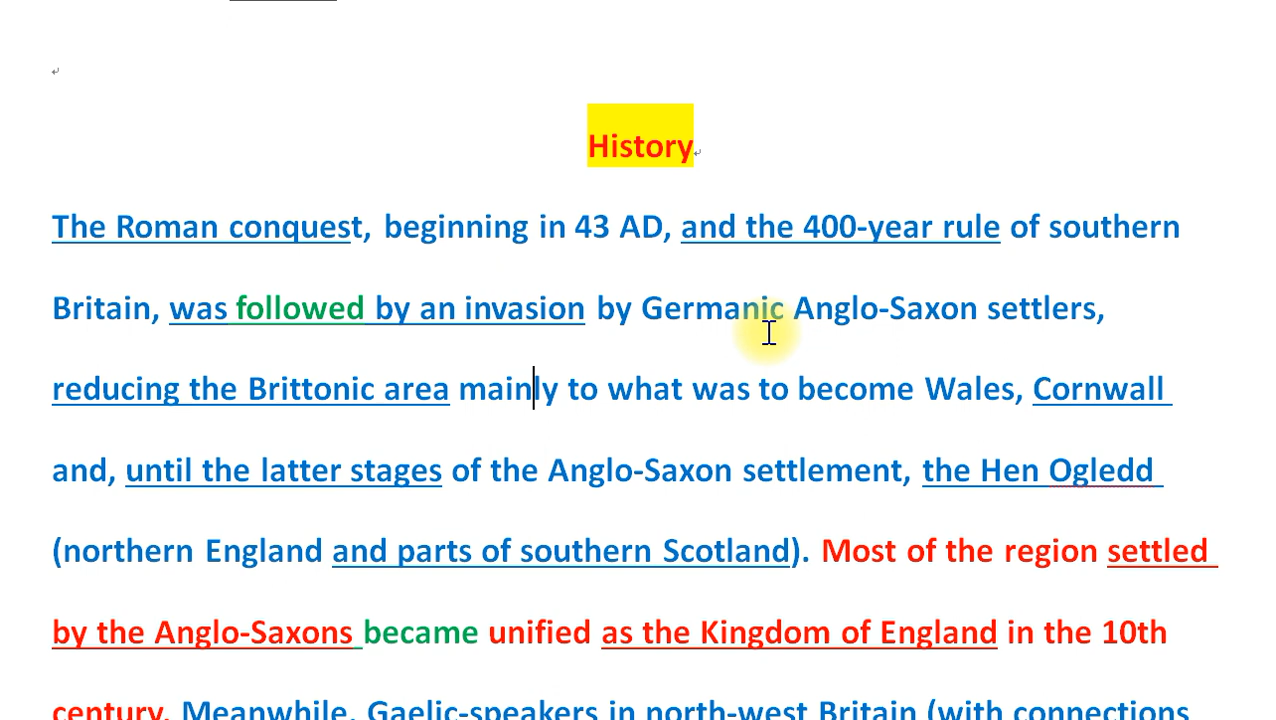 History
The Roman conquest, beginning in 43 AD, and the 400-year rule of southern
Britain, was followed by an invasion by Germanic Anglo-Saxon settlers,
reducing the Brittonic area mainly to what was to become Wales, Cornwall
and, until the latter stages of the Anglo-Saxon settlement, the Hen Ogledd
(northern England and parts of southern Scotland). Most of the region settled
by the Anglo-Saxons became unified as the Kingdom of England in the 10th
century. Meanwhile, Gaelic-speakers in north-west Britain (with connections